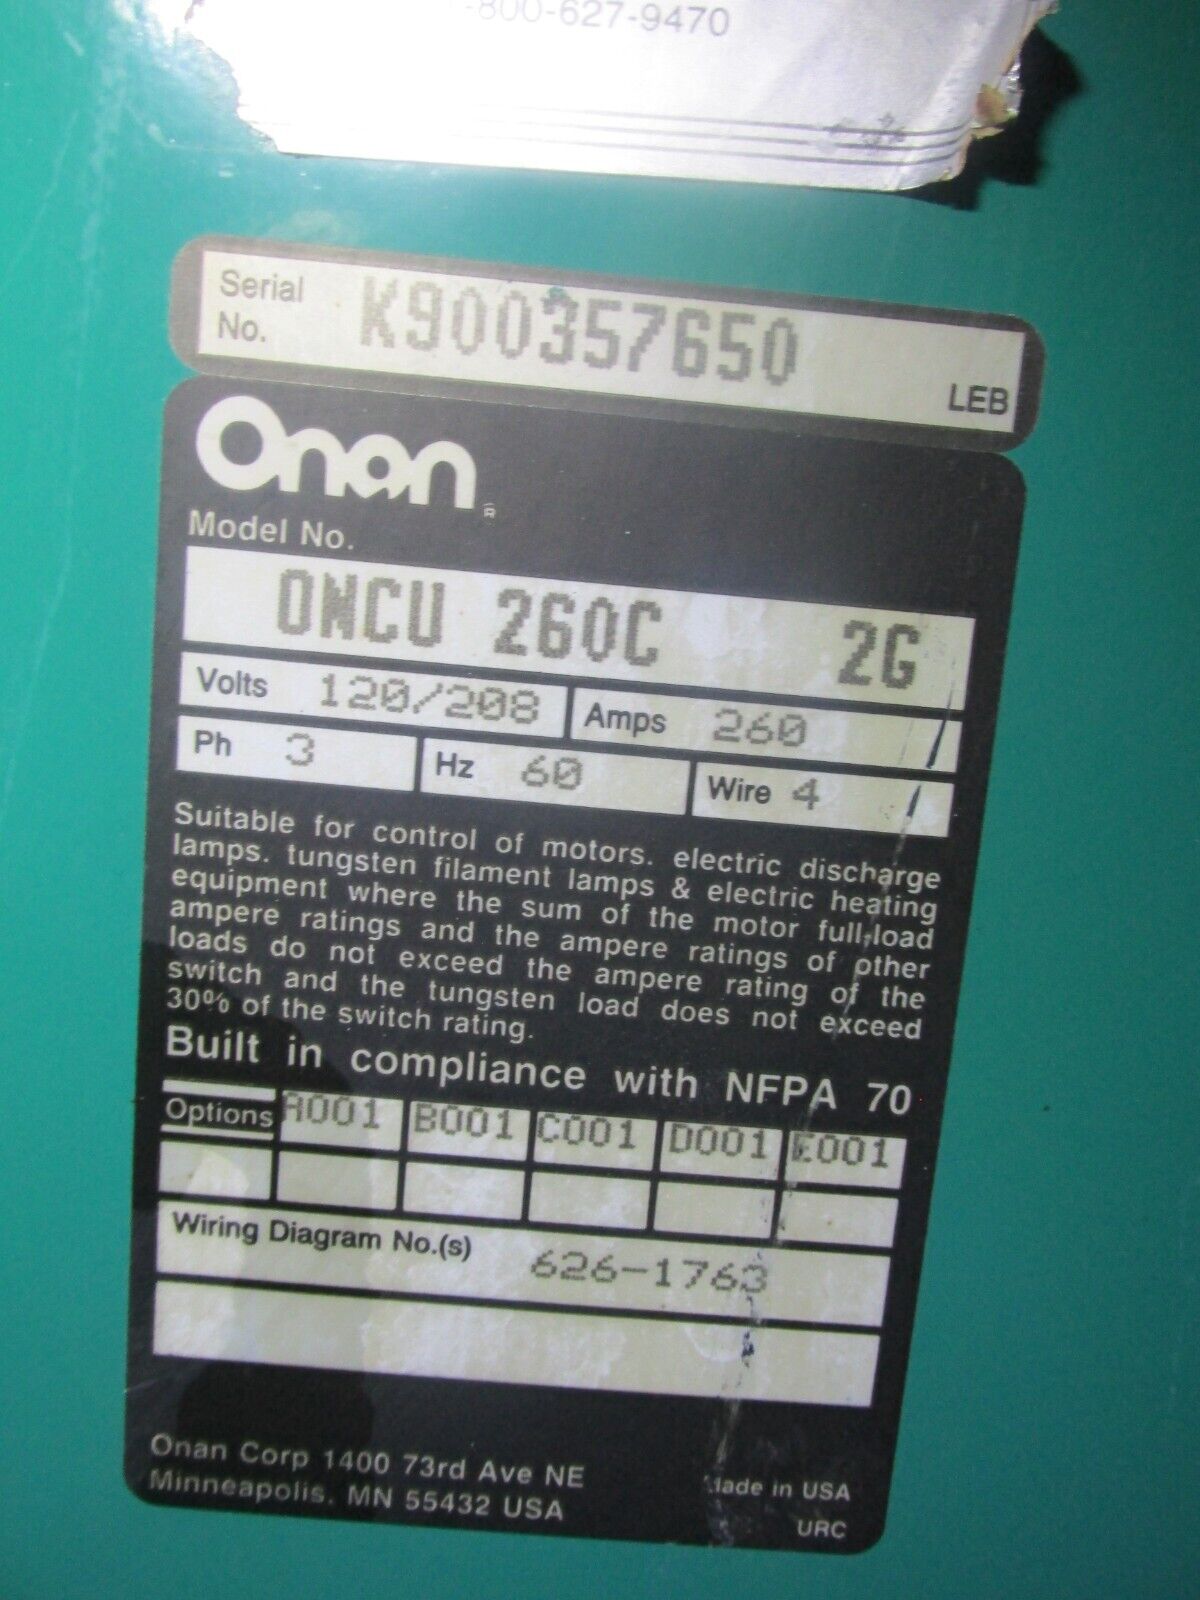 -800-627-9470
Serial No. K900357650
LEB
Onan ®
Model No.
ONCU 260C 2G
Volts 120/208 Amps 260
Ph 3 Hz 60 Wire 4
Suitable for control of motors. electric discharge
lamps. tungsten filament lamps & electric heating
equipment where the sum of the motor full-load
ampere ratings and the ampere ratings of other
loads do not exceed the ampere rating of the
switch and the tungsten load does not exceed
30% of the switch rating.
Built in compliance with NFPA 70
Options A001 B001 C001 D001 E001
Wiring Diagram No.(s) 626-1763
Onan Corp 1400 73rd Ave NE
Minneapolis, MN 55432 USA
Made in USA
URC